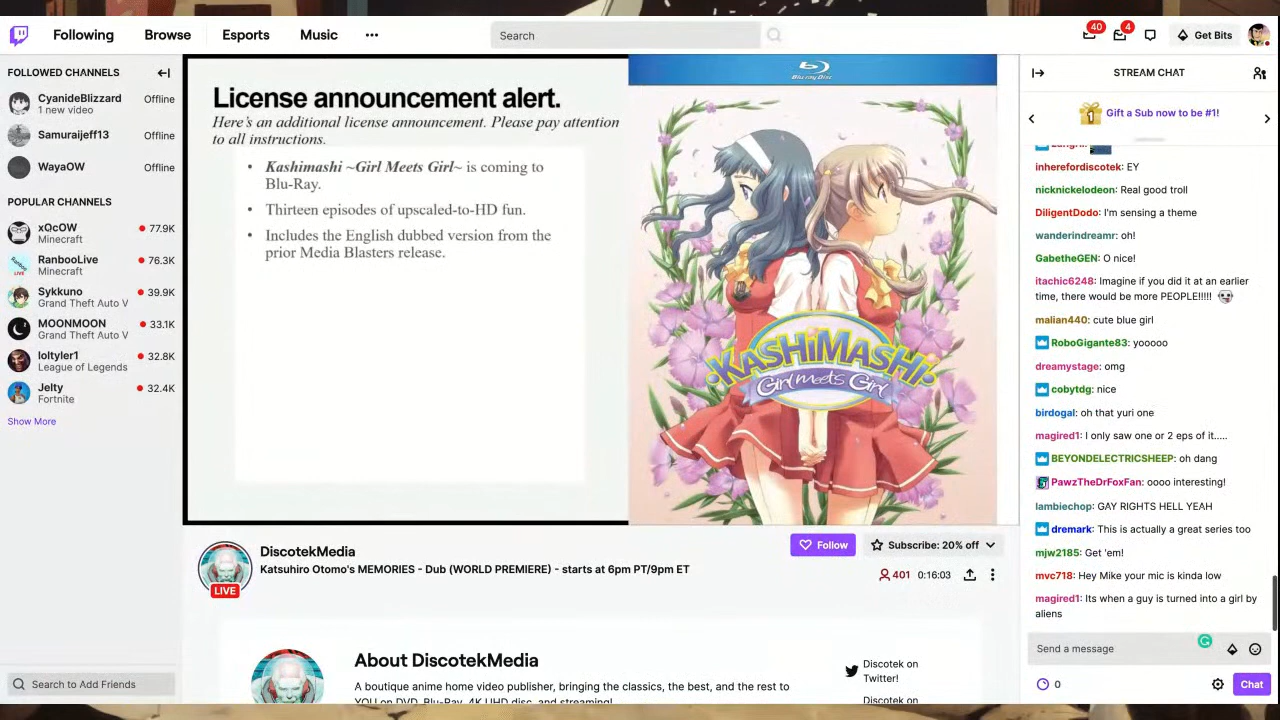 Following
Browse
Esports
Music
Search
40
4
Get Bits
FOLLOWED CHANNELS
CyanideBlizzard
Offline
1 new video
Samuraijeff13
Offline
WayaOW
Offline
POPULAR CHANNELS
xQcOW
77.9K
Minecraft
RanbooLive
76.3K
Minecraft
Sykkuno
39.9K
Grand Theft Auto V
MOONMOON
33.1K
Grand Theft Auto V
loltyler1
32.8K
League of Legends
Jelty
32.4K
Fortnite
Show More
Search to Add Friends
License announcement alert.
Here's an additional license announcement. Please pay attention
to all instructions.
• Kashimashi ~Girl Meets Girl~ is coming to
Blu-Ray.
• Thirteen episodes of upscaled-to-HD fun.
• Includes the English dubbed version from the
prior Media Blasters release.
Blu-ray Disc
KASHIMASHI
Girl meets Girl
LIVE
DiscotekMedia
Katsuhiro Otomo's MEMORIES - Dub (WORLD PREMIERE) - starts at 6pm PT/9pm ET
Follow
Subscribe: 20% off
401
0:16:03
About DiscotekMedia
A boutique anime home video publisher, bringing the classics, the best, and the rest to
YOU on DVD, Blu-Ray, 4K UHD disc, and streaming!
Discotek on
Twitter!
Discotek on
STREAM CHAT
1
Gift a Sub now to be #1!
inherefordiscotek: EY
nicknickelodeon: Real good troll
DiligentDodo: I'm sensing a theme
wanderindreamr: oh!
GabetheGEN: O nice!
itachic6248: Imagine if you did it at an earlier
time, there would be more PEOPLE!!!!!
malian440: cute blue girl
RoboGigante83: yooooo
dreamystage: omg
cobytdg: nice
birdogal: oh that yuri one
magired1: I only saw one or 2 eps of it.....
BEYONDELECTRICSHEEP: oh dang
PawzTheDrFoxFan: oooo interesting!
lambiechop: GAY RIGHTS HELL YEAH
dremark: This is actually a great series too
mjw2185: Get 'em!
mvc718: Hey Mike your mic is kinda low
magired1: Its when a guy is turned into a girl by
aliens
Send a message
0
Chat